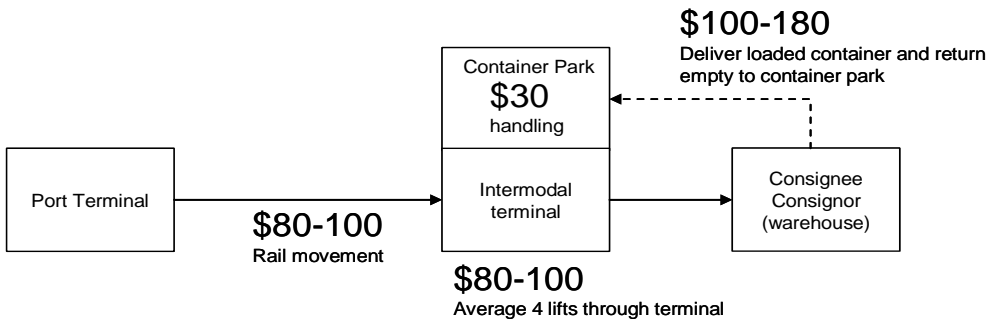 $100-180
Deliver loaded container and return
empty to container park
Container Park
$30
handling
Port Terminal
Intermodal
terminal
Consignee
Consignor
(warehouse)
$80-100
Rail movement
$80-100
Average 4 lifts through terminal